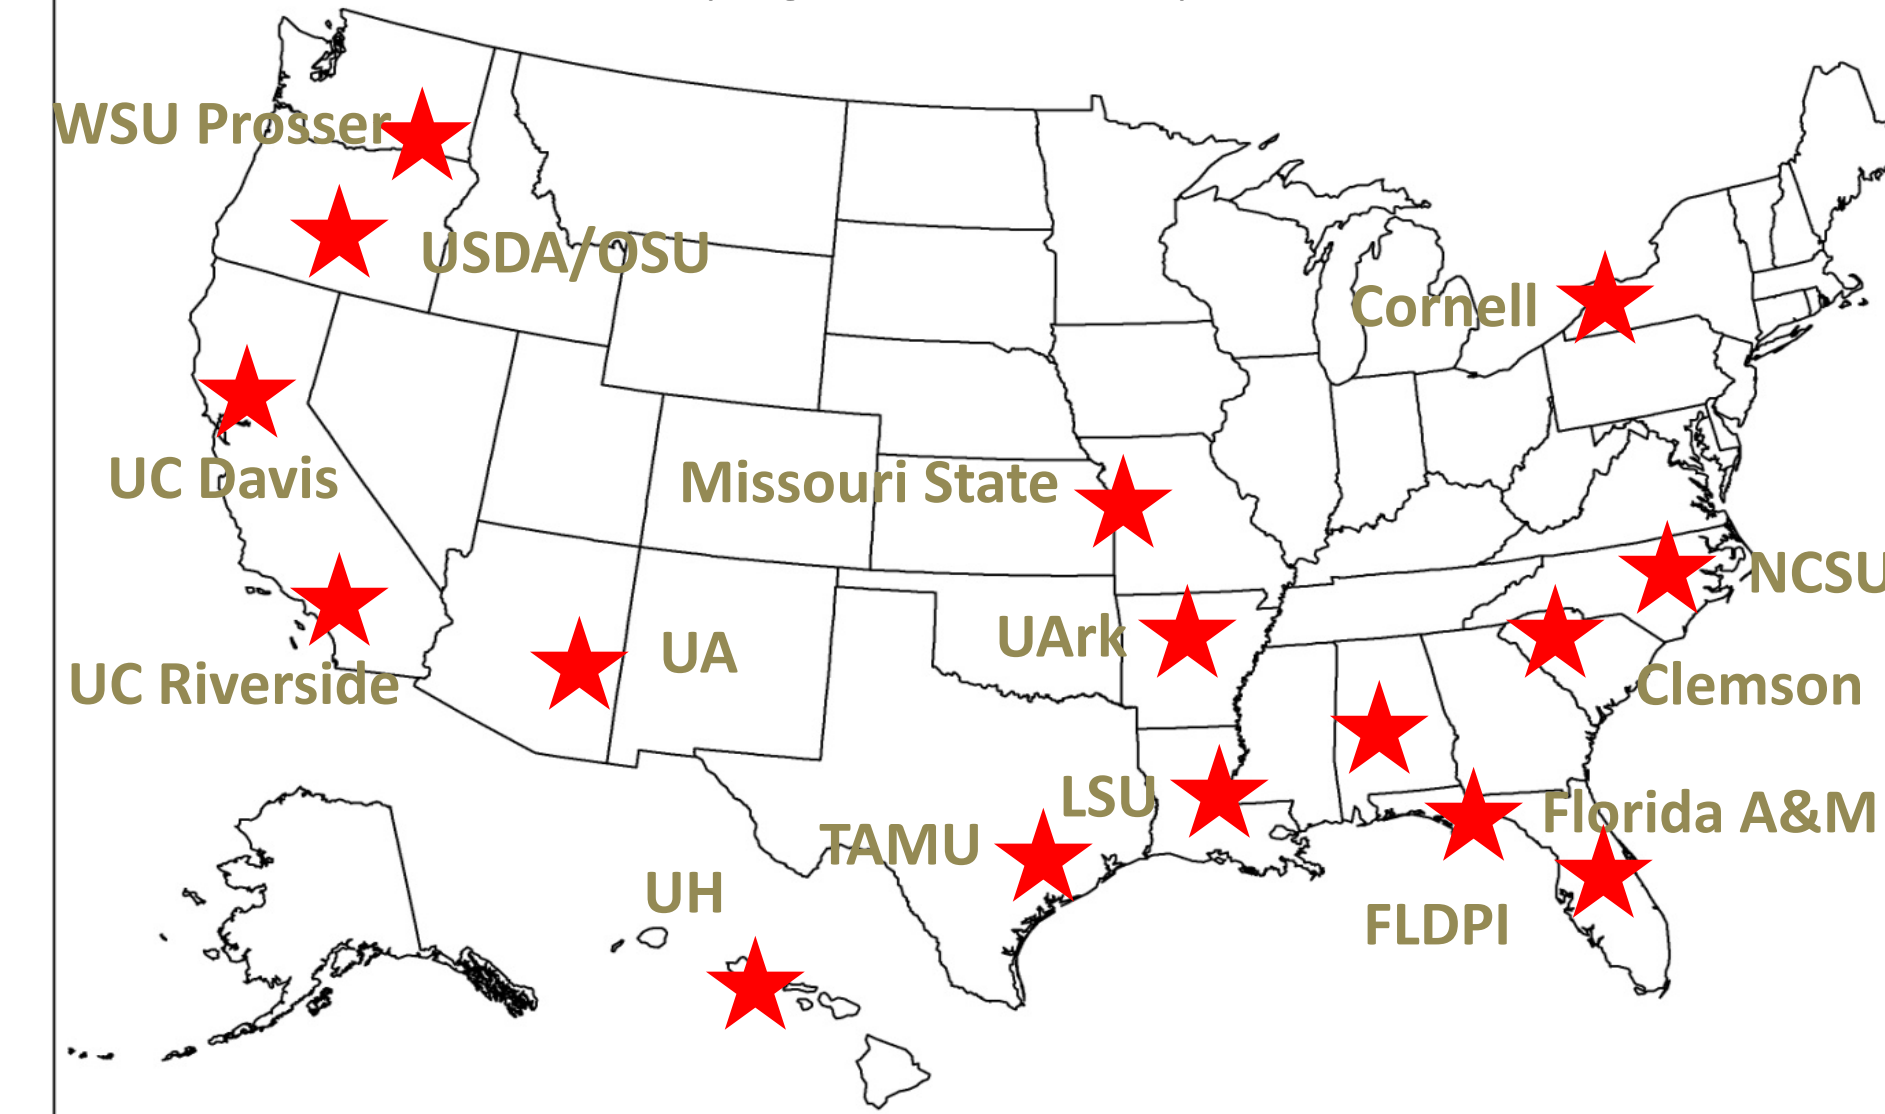 WSU Prosser
USDA/OSU
Cornell
UC Davis
Missouri State
NCSU
UArk
UA
UC Riverside
Clemson
LSU
Florida A&M
TAMU
UH
FLDPI